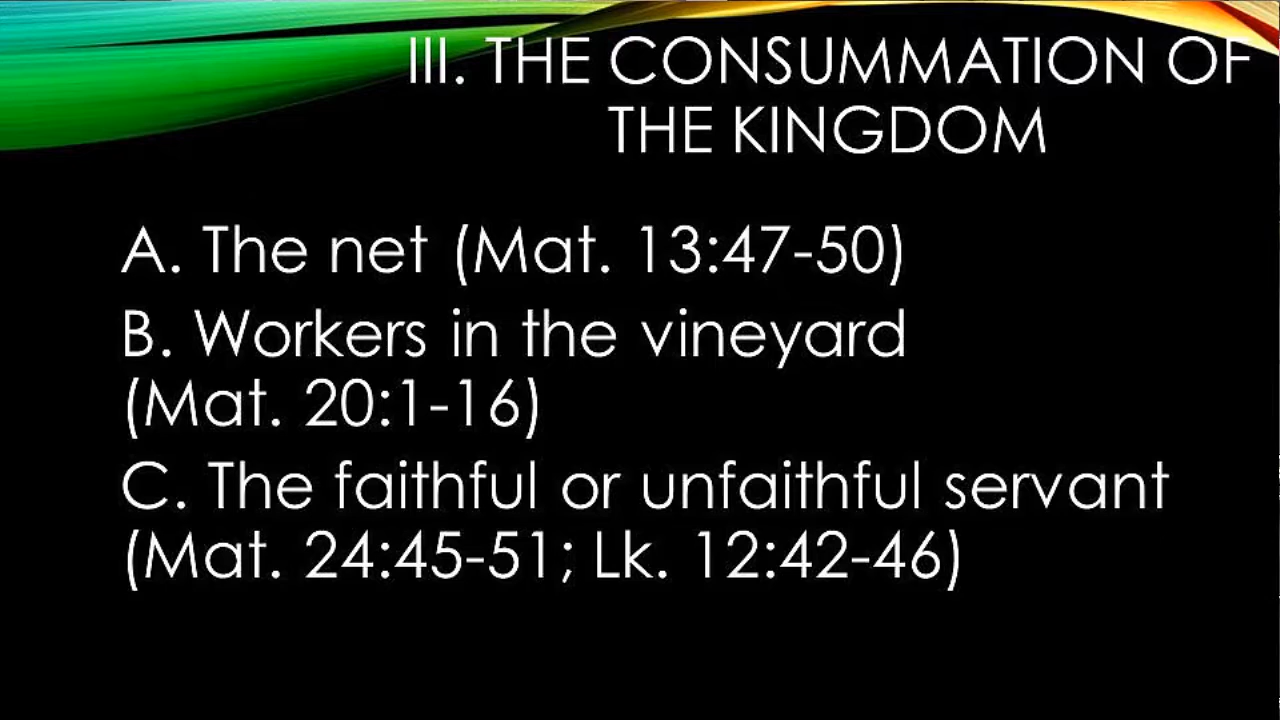 III. THE CONSUMMATION OF
THE KINGDOM
A. The net (Mat. 13:47-50)
B. Workers in the vineyard
(Mat. 20:1-16)
C. The faithful or unfaithful servant
(Mat. 24:45-51; Lk. 12:42-46)